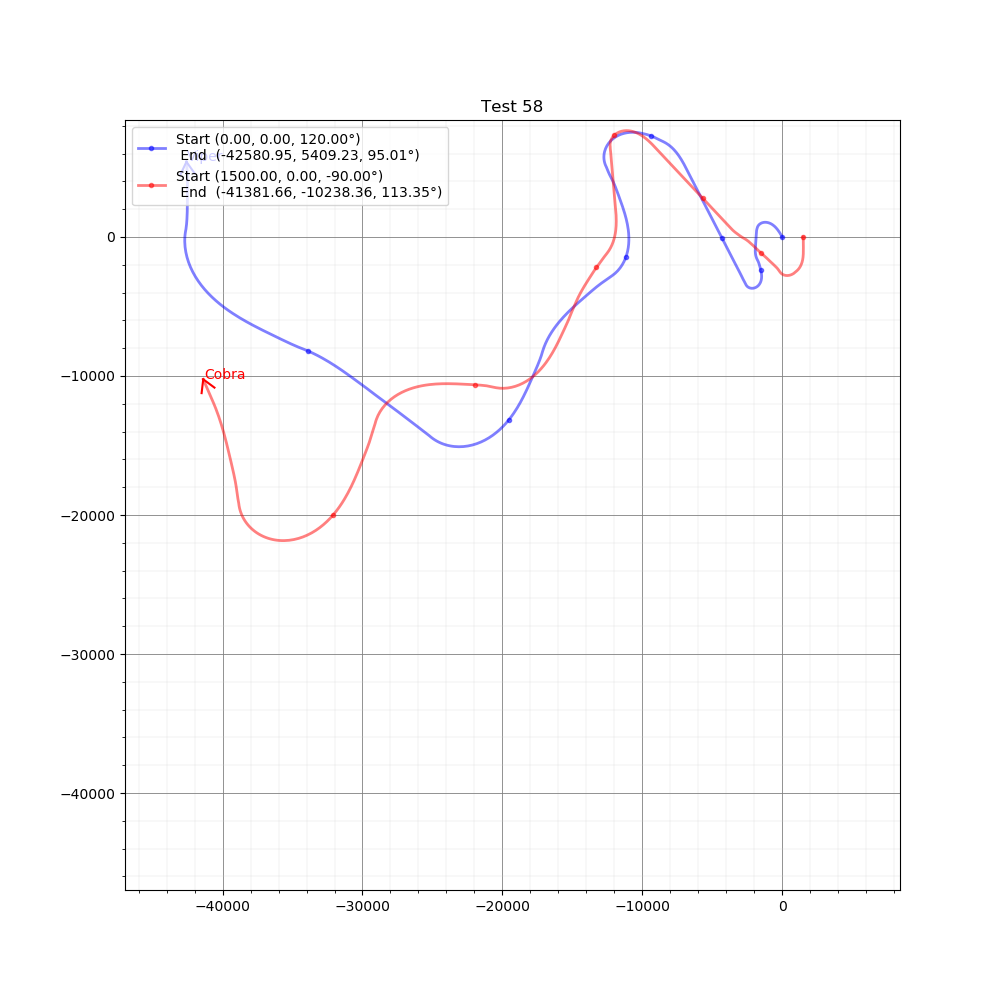 Test 58
Start (0.00, 0.00, 120.00°)
End (-42580.95, 5409.23, 95.01°)
Start (1500.00, 0.00, -90.00°)
End (-41381.66, -10238.36, 113.35°)
0
−10000
Cobra
−20000
−30000
−40000
−40000
−30000
−20000
−10000
0